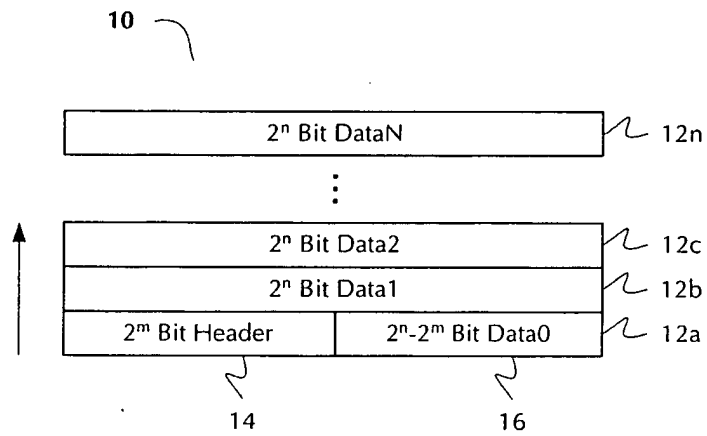 10
2ⁿ Bit DataN 12n
⋮
2ⁿ Bit Data2 12c
2ⁿ Bit Data1 12b
2ᵐ Bit Header 2ⁿ-2ᵐ Bit Data0 12a
14 16